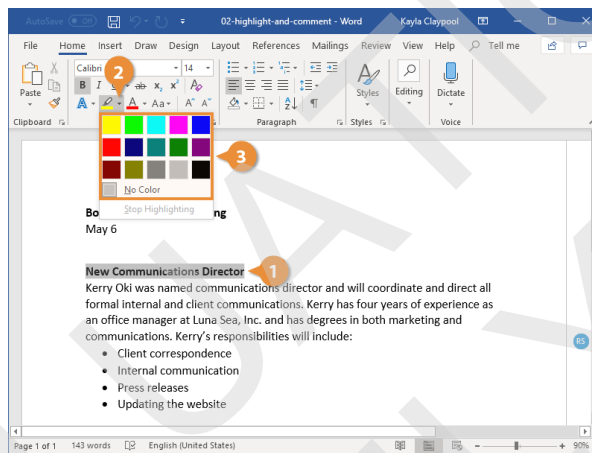 AutoSave Off 02-highlight-and-comment - Word Kayla Claypool
File Home Insert Draw Design Layout References Mailings Review View Help Tell me
Calibri 14
Paste B I ab x₂ x² A
A A Aa A A
Styles Editing Dictate
Clipboard Paragraph Styles Voice
2
3
No Color
Stop Highlighting
Bo ng
May 6
New Communications Director 1
Kerry Oki was named communications director and will coordinate and direct all
formal internal and client communications. Kerry has four years of experience as
an office manager at Luna Sea, Inc. and has degrees in both marketing and
communications. Kerry's responsibilities will include:
• Client correspondence
• Internal communication
• Press releases
• Updating the website
RS
Page 1 of 1 143 words English (United States) 90%